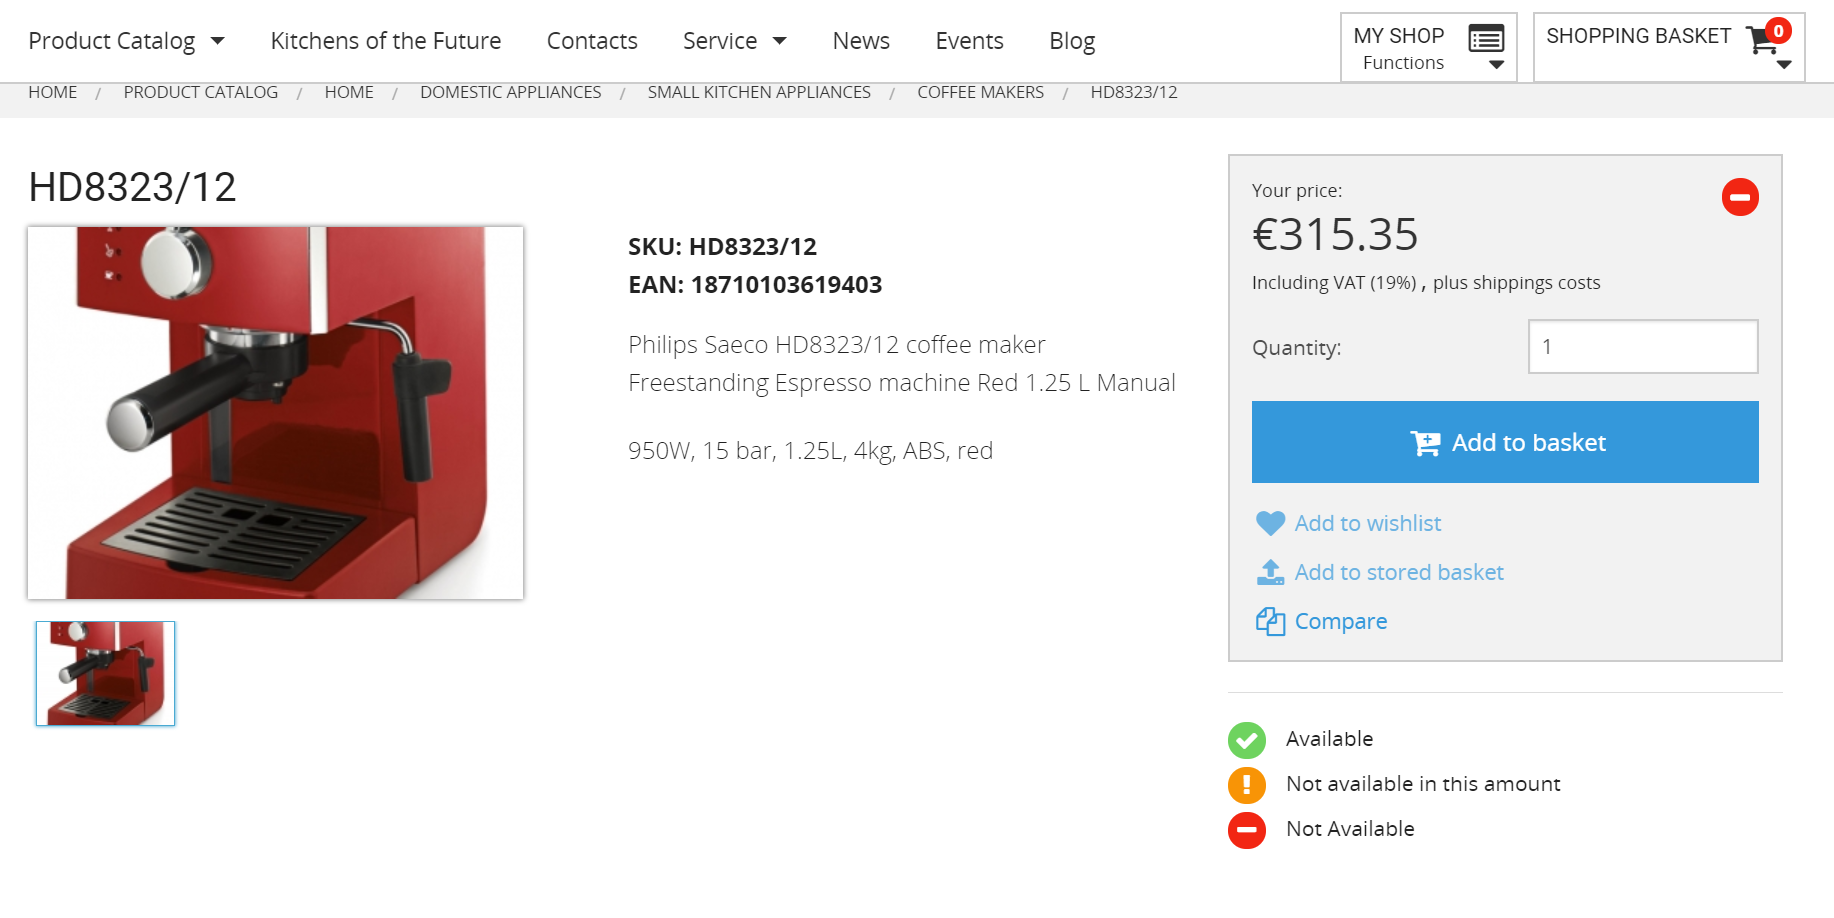 Product Catalog
Kitchens of the Future
Contacts
Service
News
Events
Blog
MY SHOP
Functions
SHOPPING BASKET
0
HOME / PRODUCT CATALOG / HOME / DOMESTIC APPLIANCES / SMALL KITCHEN APPLIANCES / COFFEE MAKERS / HD8323/12
HD8323/12
SKU: HD8323/12
EAN: 18710103619403
Philips Saeco HD8323/12 coffee maker
Freestanding Espresso machine Red 1.25 L Manual
950W, 15 bar, 1.25L, 4kg, ABS, red
Your price:
€315.35
Including VAT (19%) , plus shippings costs
Quantity:
1
Add to basket
Add to wishlist
Add to stored basket
Compare
Available
Not available in this amount
Not Available